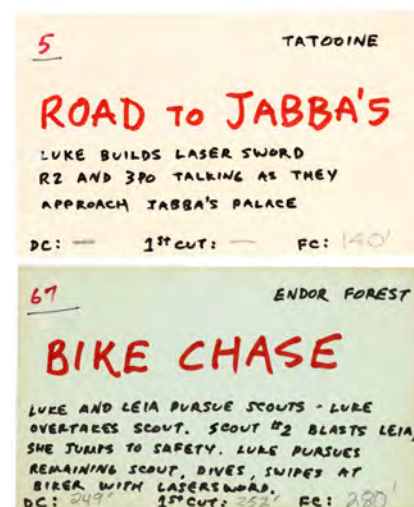 5 TATOOINE
ROAD TO JABBA'S
LUKE BUILDS LASER SWORD
R2 AND 3PO TALKING AS THEY
APPROACH JABBA'S PALACE
DC: — 1ST CUT: — FC: 140'
67 ENDOR FOREST
BIKE CHASE
LUKE AND LEIA PURSUE SCOUTS - LUKE
OVERTAKES SCOUT. SCOUT #2 BLASTS LEIA,
SHE JUMPS TO SAFETY. LUKE PURSUES
REMAINING SCOUT, DIVES, SWIPES AT
BIKER WITH LASERSWORD.
DC: 249' 1ST CUT: 252' FC: 280'